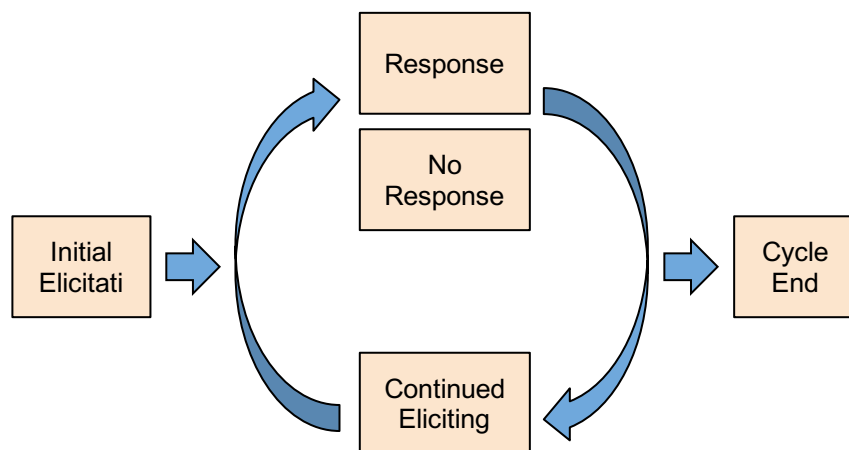 Response
No
Response
Initial
Elicitati
Cycle
End
Continued
Eliciting